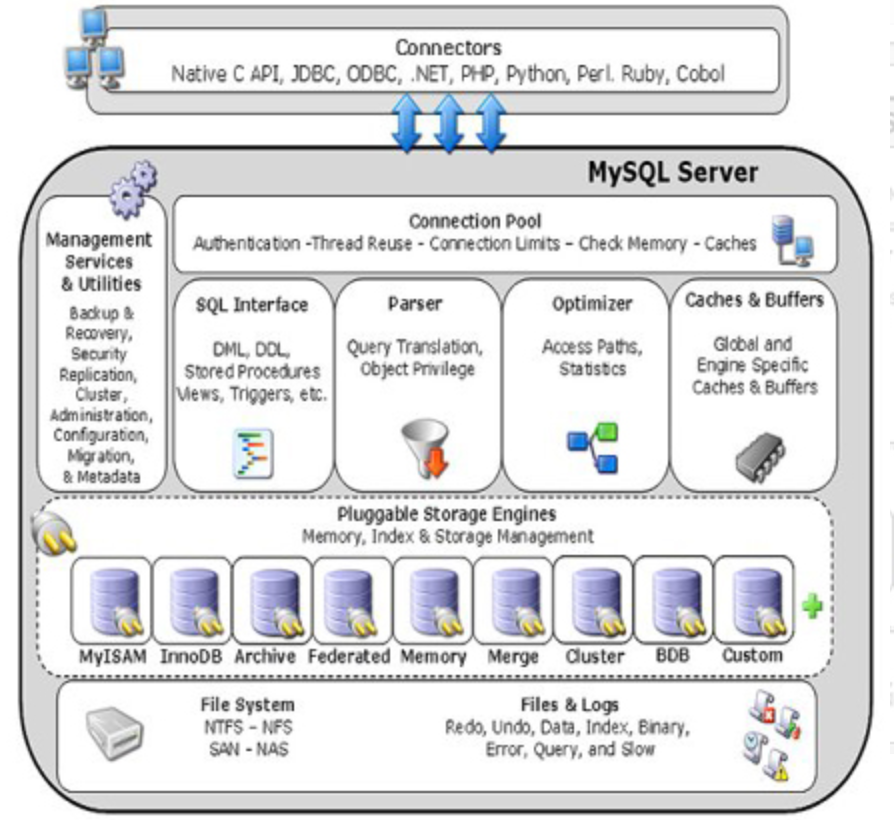 Connectors
Native C API, JDBC, ODBC, .NET, PHP, Python, Perl. Ruby, Cobol
MySQL Server
Management
Services
& Utilities
Backup &
Recovery,
Security
Replication,
Cluster,
Administration,
Configuration,
Migration,
& Metadata
Connection Pool
Authentication -Thread Reuse - Connection Limits – Check Memory - Caches
SQL Interface
DML, DDL,
Stored Procedures
Views, Triggers, etc.
Parser
Query Translation,
Object Privilege
Optimizer
Access Paths,
Statistics
Caches & Buffers
Global and
Engine Specific
Caches & Buffers
Pluggable Storage Engines
Memory, Index & Storage Management
MyISAM
InnoDB
Archive
Federated
Memory
Merge
Cluster
BDB
Custom
File System
NTFS – NFS
SAN - NAS
Files & Logs
Redo, Undo, Data, Index, Binary,
Error, Query, and Slow